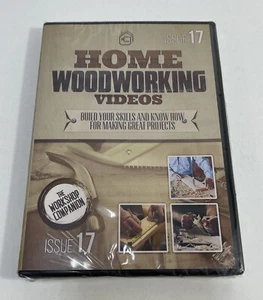 ISSUE 17
HOME
WOODWORKING
VIDEOS
BUILD YOUR SKILLS AND KNOW HOW
FOR MAKING GREAT PROJECTS
THE
WORKSHOP
COMPANION
ISSUE 17